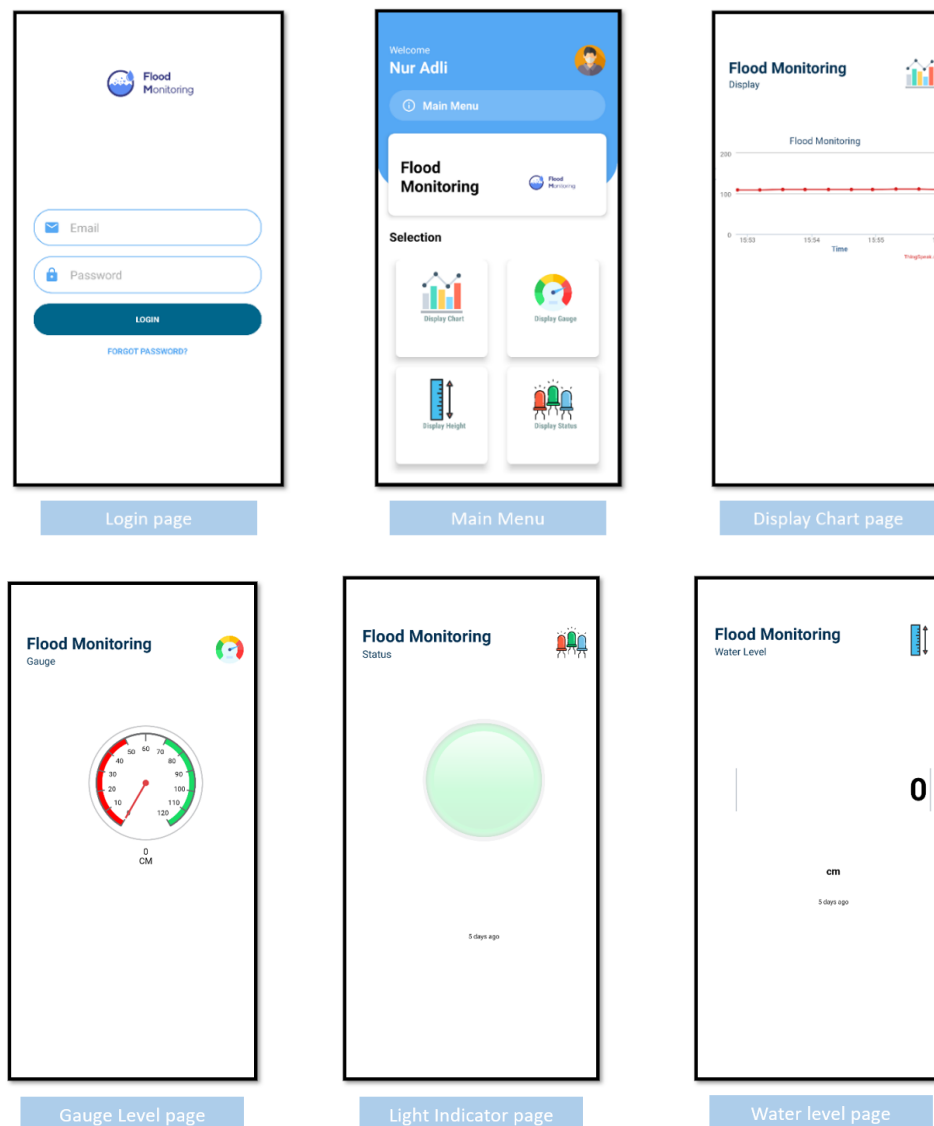 Flood
Monitoring
Email
Password
LOGIN
FORGOT PASSWORD?
Login page
Welcome
Nur Adli
Main Menu
Flood
Monitoring
Flood
Monitoring
Selection
Display Chart
Display Gauge
Display Height
Display Status
Main Menu
Flood Monitoring
Display
Flood Monitoring
200
100
0
15:53
15:54
15:55
Time
Display Chart page
Flood Monitoring
Gauge
0
10
20
30
40
50
60
70
80
90
100
110
120
0
CM
Gauge Level page
Flood Monitoring
Status
5 days ago
Light Indicator page
Flood Monitoring
Water Level
0
cm
5 days ago
Water level page